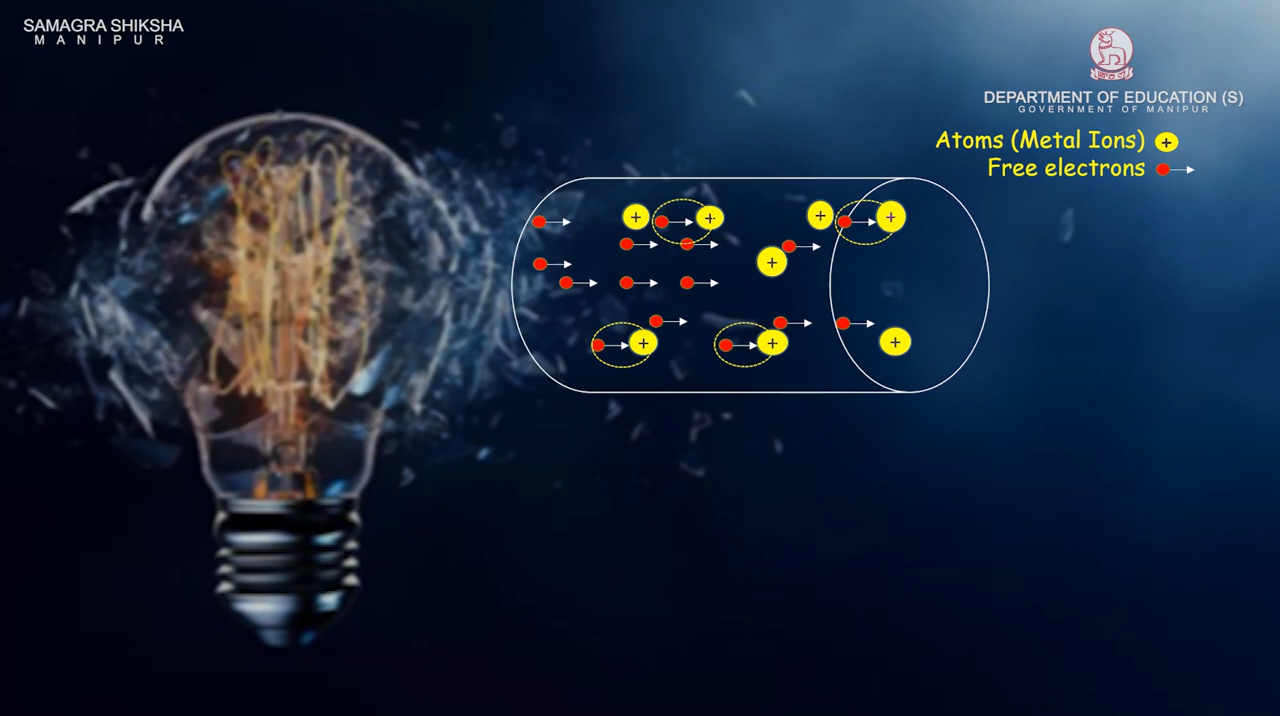 SAMAGRA SHIKSHA
MANIPUR
DEPARTMENT OF EDUCATION (S)
GOVERNMENT OF MANIPUR
Atoms (Metal Ions) +
Free electrons
+ + + +
+
+ + +